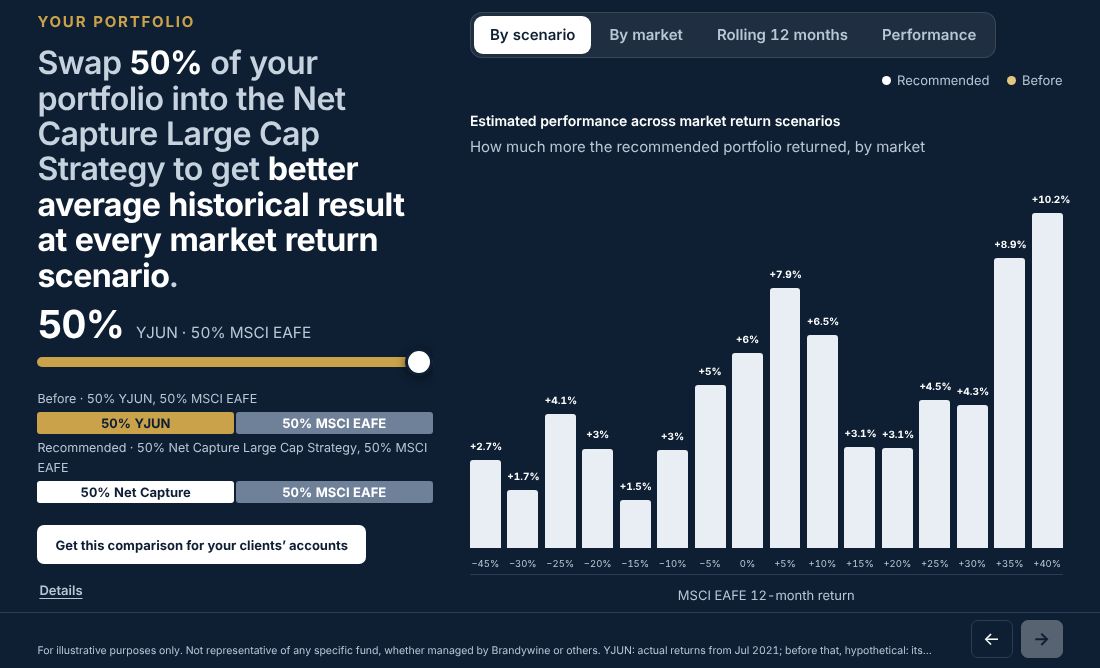 YOUR PORTFOLIO
Swap 50% of your
portfolio into the Net
Capture Large Cap
Strategy to get better
average historical result
at every market return
scenario.
50% YJUN · 50% MSCI EAFE
Before · 50% YJUN, 50% MSCI EAFE
50% YJUN 50% MSCI EAFE
Recommended · 50% Net Capture Large Cap Strategy, 50% MSCI
EAFE
50% Net Capture 50% MSCI EAFE
Get this comparison for your clients’ accounts
Details
By scenario By market Rolling 12 months Performance
Recommended Before
Estimated performance across market return scenarios
How much more the recommended portfolio returned, by market
+2.7% +1.7% +4.1% +3% +1.5% +3% +5% +6% +7.9% +6.5% +3.1% +3.1% +4.5% +4.3% +8.9% +10.2%
−45% −30% −25% −20% −15% −10% −5% 0% +5% +10% +15% +20% +25% +30% +35% +40%
MSCI EAFE 12-month return
For illustrative purposes only. Not representative of any specific fund, whether managed by Brandywine or others. YJUN: actual returns from Jul 2021; before that, hypothetical: its...